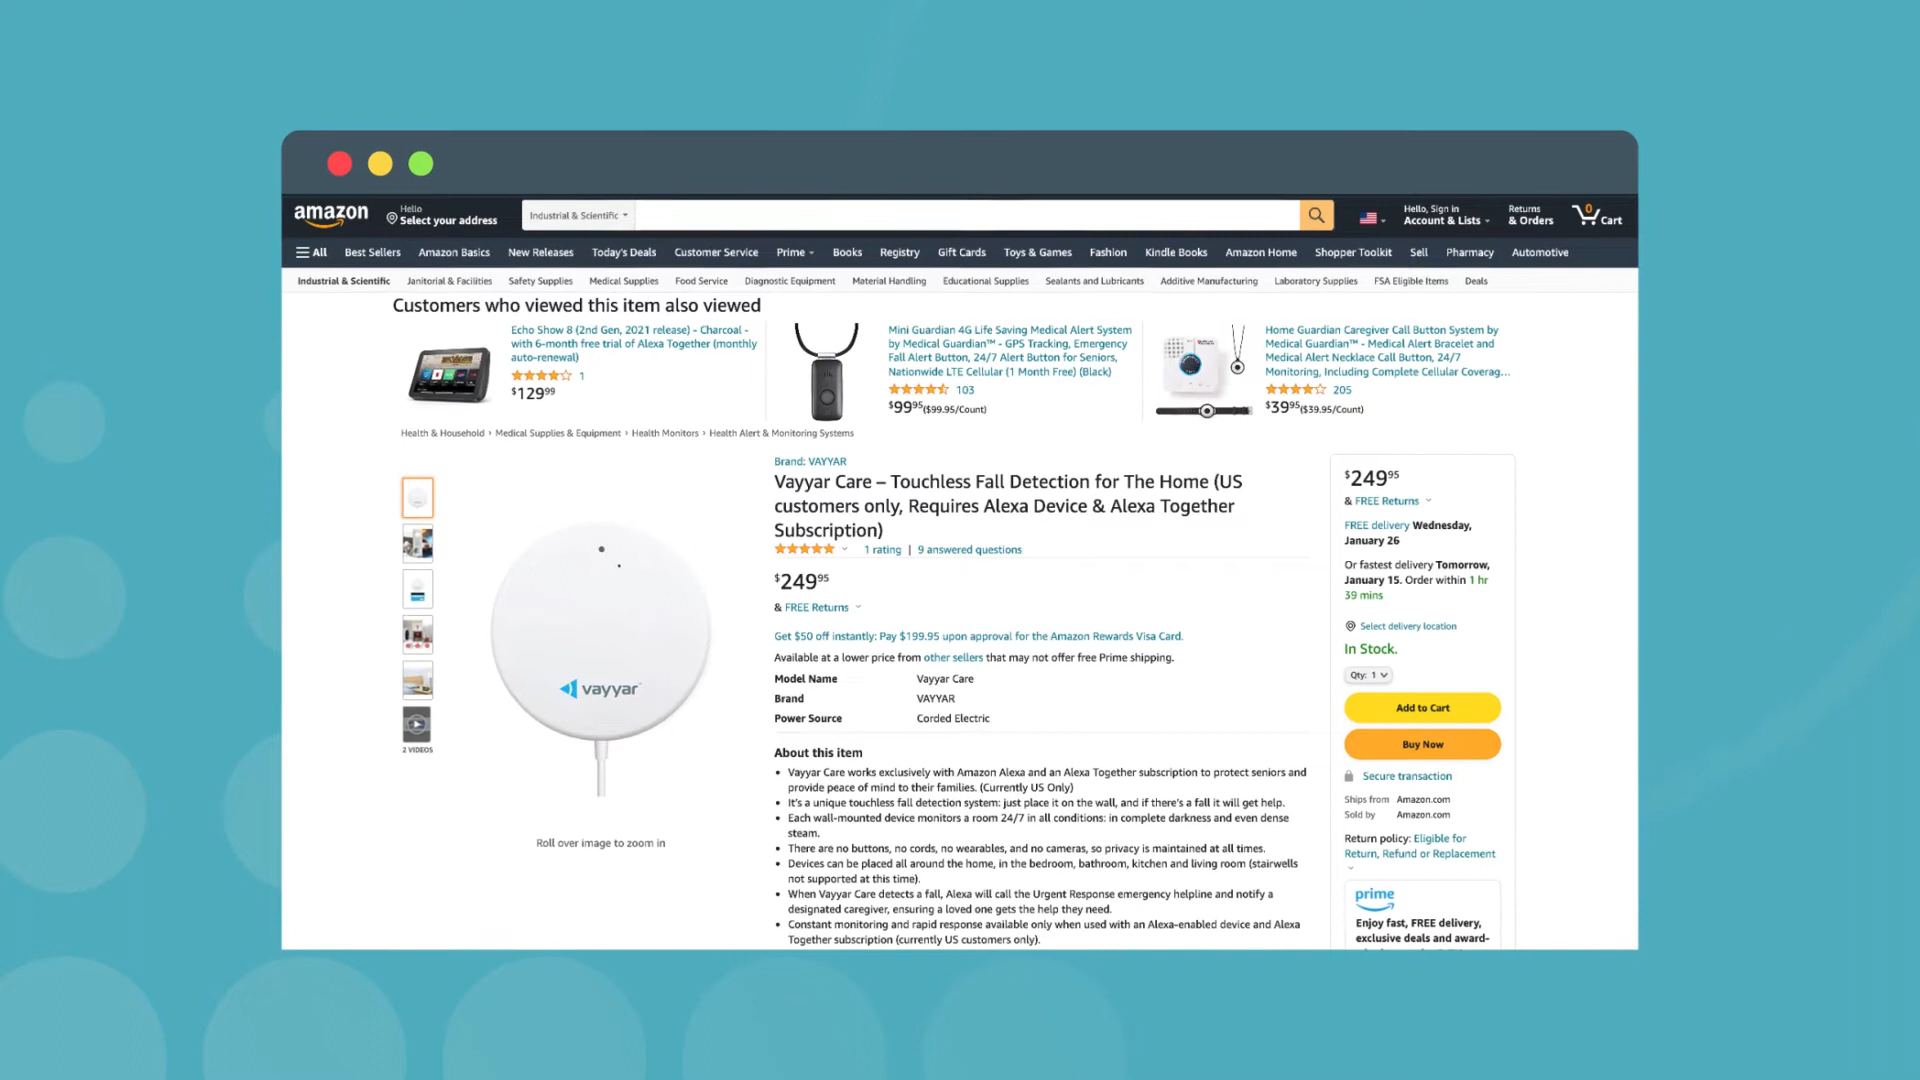 amazon
Hello
Select your address
Industrial & Scientific
Hello, Sign in
Account & Lists
Returns
& Orders
0
Cart
All
Best Sellers
Amazon Basics
New Releases
Today's Deals
Customer Service
Prime
Books
Registry
Gift Cards
Toys & Games
Fashion
Kindle Books
Amazon Home
Shopper Toolkit
Sell
Pharmacy
Automotive
Industrial & Scientific
Janitorial & Facilities
Safety Supplies
Medical Supplies
Food Service
Diagnostic Equipment
Material Handling
Educational Supplies
Sealants and Lubricants
Additive Manufacturing
Laboratory Supplies
FSA Eligible Items
Deals
Customers who viewed this item also viewed
Echo Show 8 (2nd Gen, 2021 release) - Charcoal -
with 6-month free trial of Alexa Together (monthly
auto-renewal)
1
$12999
Mini Guardian 4G Life Saving Medical Alert System
by Medical Guardian™ - GPS Tracking, Emergency
Fall Alert Button, 24/7 Alert Button for Seniors,
Nationwide LTE Cellular (1 Month Free) (Black)
103
$9995($99.95/Count)
Home Guardian Caregiver Call Button System by
Medical Guardian™ - Medical Alert Bracelet and
Medical Alert Necklace Call Button, 24/7
Monitoring, Including Complete Cellular Coverag...
205
$3995($39.95/Count)
Health & Household › Medical Supplies & Equipment › Health Monitors › Health Alert & Monitoring Systems
vayyar
2 VIDEOS
Roll over image to zoom in
Brand: VAYYAR
Vayyar Care – Touchless Fall Detection for The Home (US
customers only, Requires Alexa Device & Alexa Together
Subscription)
1 rating | 9 answered questions
$24995
& FREE Returns
Get $50 off instantly: Pay $199.95 upon approval for the Amazon Rewards Visa Card.
Available at a lower price from other sellers that may not offer free Prime shipping.
Model Name Vayyar Care
Brand VAYYAR
Power Source Corded Electric
About this item
• Vayyar Care works exclusively with Amazon Alexa and an Alexa Together subscription to protect seniors and
provide peace of mind to their families. (Currently US Only)
• It's a unique touchless fall detection system: just place it on the wall, and if there's a fall it will get help.
• Each wall-mounted device monitors a room 24/7 in all conditions: in complete darkness and even dense
steam.
• There are no buttons, no cords, no wearables, and no cameras, so privacy is maintained at all times.
• Devices can be placed all around the home, in the bedroom, bathroom, kitchen and living room (stairwells
not supported at this time).
• When Vayyar Care detects a fall, Alexa will call the Urgent Response emergency helpline and notify a
designated caregiver, ensuring a loved one gets the help they need.
• Constant monitoring and rapid response available only when used with an Alexa-enabled device and Alexa
Together subscription (currently US customers only).
$24995
& FREE Returns
FREE delivery Wednesday,
January 26
Or fastest delivery Tomorrow,
January 15. Order within 1 hr
39 mins
Select delivery location
In Stock.
Qty: 1
Add to Cart
Buy Now
Secure transaction
Ships from Amazon.com
Sold by Amazon.com
Return policy: Eligible for
Return, Refund or Replacement
prime
Enjoy fast, FREE delivery,
exclusive deals and award-